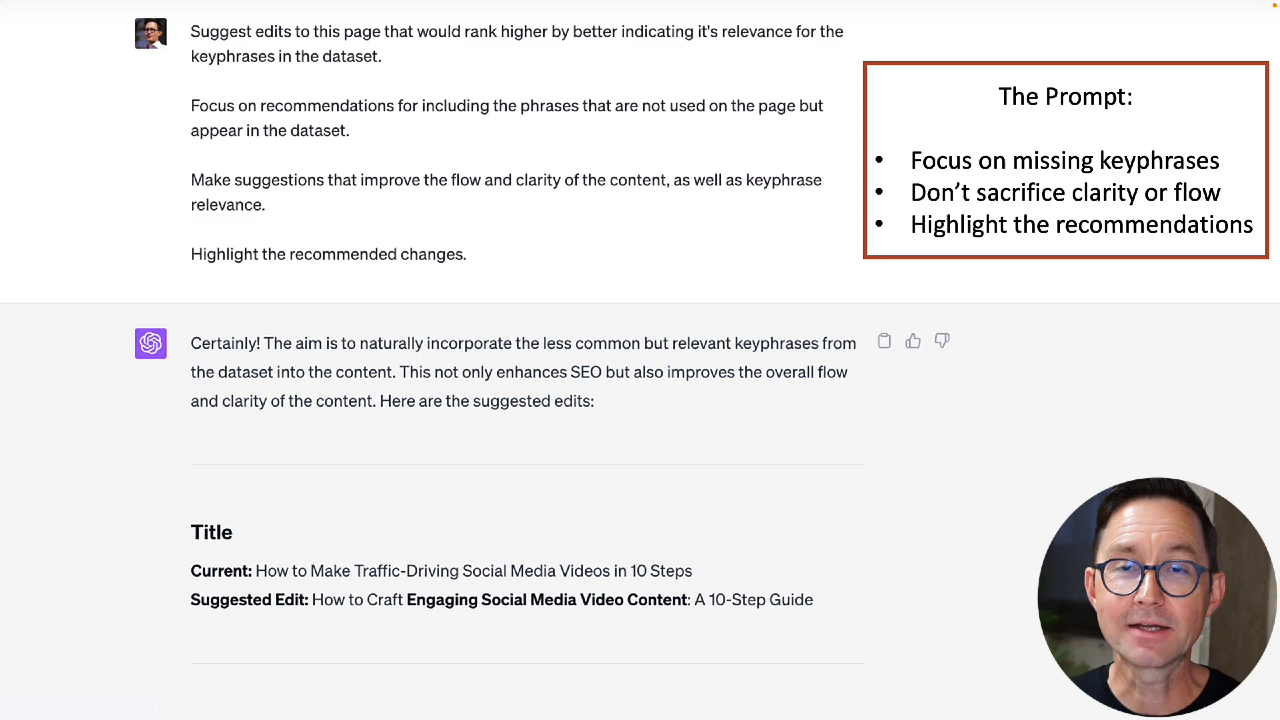 Suggest edits to this page that would rank higher by better indicating it's relevance for the
keyphrases in the dataset.
Focus on recommendations for including the phrases that are not used on the page but
appear in the dataset.
Make suggestions that improve the flow and clarity of the content, as well as keyphrase
relevance.
Highlight the recommended changes.
The Prompt:
• Focus on missing keyphrases
• Don’t sacrifice clarity or flow
• Highlight the recommendations
Certainly! The aim is to naturally incorporate the less common but relevant keyphrases from
the dataset into the content. This not only enhances SEO but also improves the overall flow
and clarity of the content. Here are the suggested edits:
Title
Current: How to Make Traffic-Driving Social Media Videos in 10 Steps
Suggested Edit: How to Craft Engaging Social Media Video Content: A 10-Step Guide